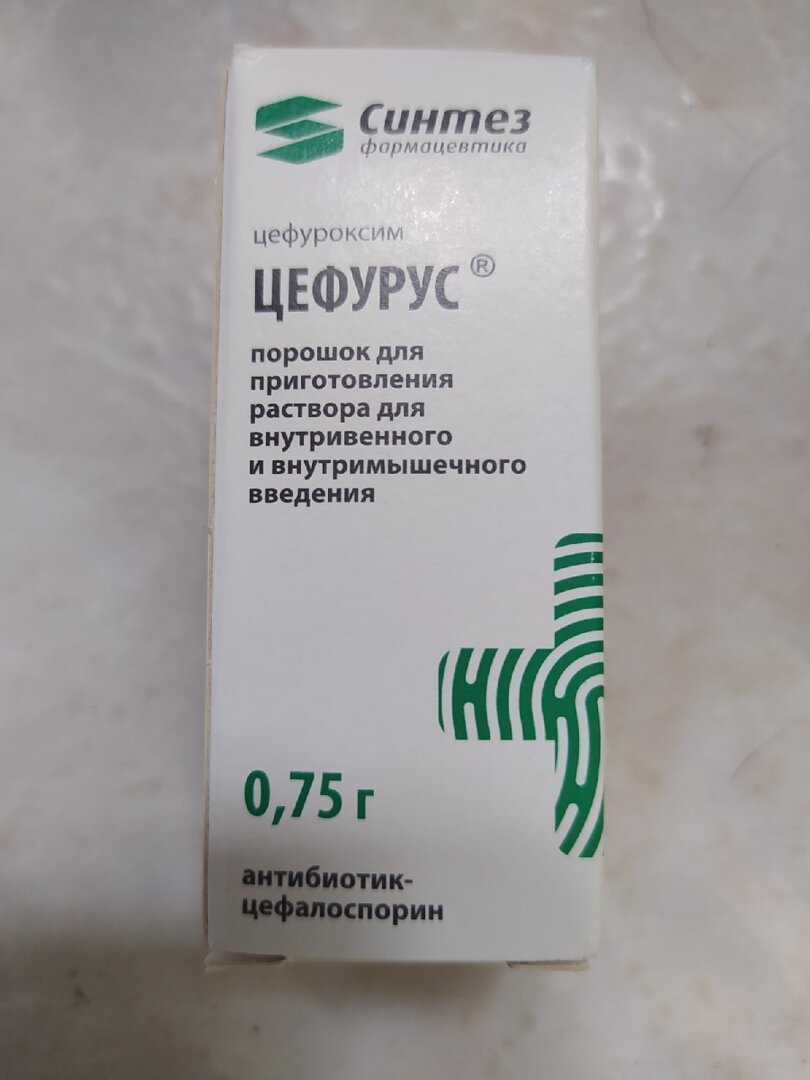 Синтез
фармацевтика
цефуроксим
ЦЕФУРУС®
порошок для
приготовления
раствора для
внутривенного
и внутримышечного
введения
0,75 г
антибиотик-
цефалоспорин